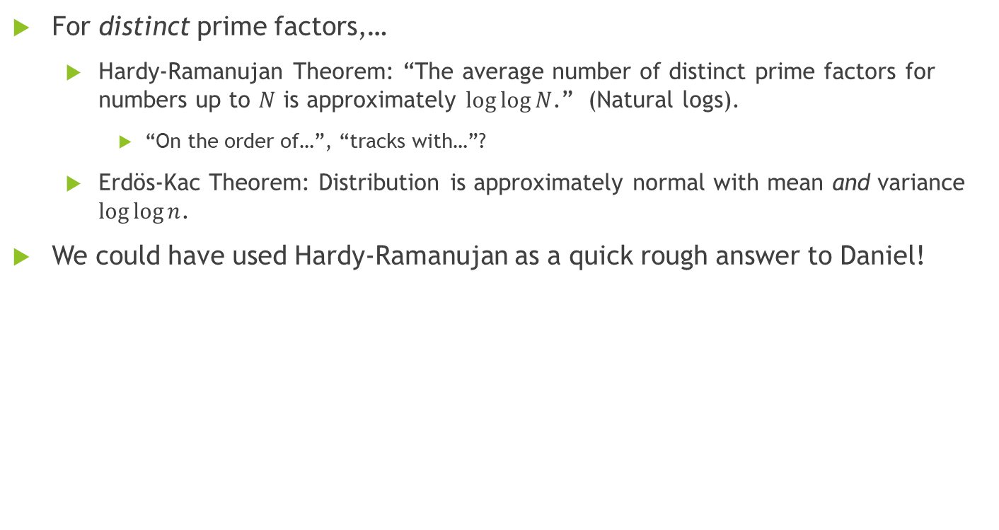 For distinct prime factors,…
Hardy-Ramanujan Theorem: “The average number of distinct prime factors for
numbers up to N is approximately log log N.” (Natural logs).
“On the order of…”, “tracks with…”?
Erdös-Kac Theorem: Distribution is approximately normal with mean and variance
log log n.
We could have used Hardy-Ramanujan as a quick rough answer to Daniel!